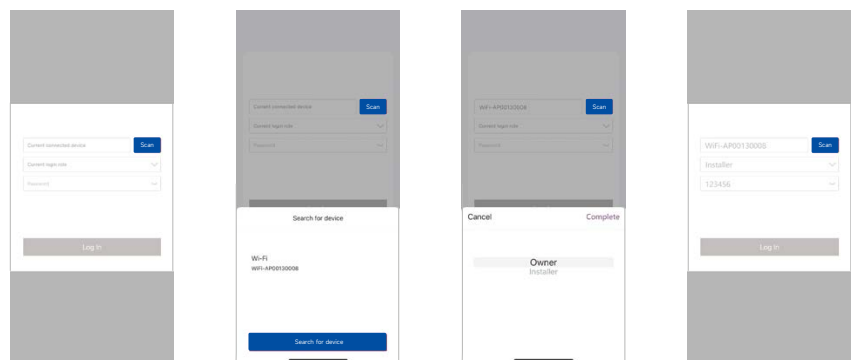 Current connected device
Scan
Current login role
Password
Log In
Current connected device
Scan
Current login role
Password
Search for device
Wi-Fi
WiFi-AP00130008
Search for device
WiFi-AP00130008
Scan
Current login role
Password
Cancel
Complete
Owner
Installer
WiFi-AP00130008
Scan
Installer
123456
Log In